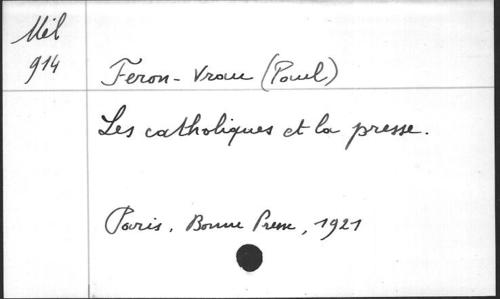 Mél
914
Feron-Vrau (Paul)
Les catholiques et la presse.
Paris, Bonne Presse, 1921